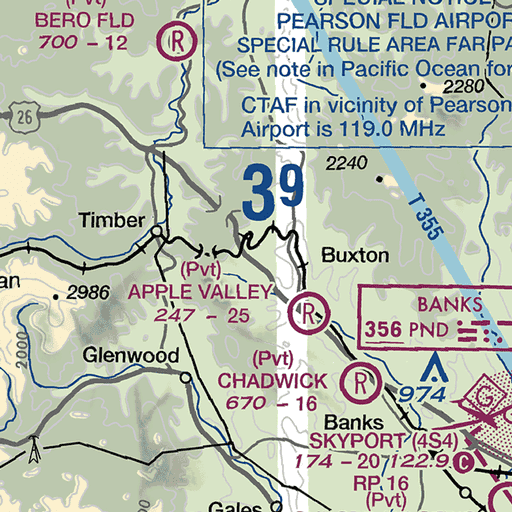 (Pvt)
BERO FLD
700 - 12
SPECIAL NOTICE
PEARSON FLD AIRPOR
SPECIAL RULE AREA FAR PA
(See note in Pacific Ocean for
CTAF in vicinity of Pearson
Airport is 119.0 MHz
2280
26
2240
39
T 355
Timber
Buxton
(Pvt)
APPLE VALLEY
247 - 25
R
an
2986
2000
BANKS
356 PND
Glenwood
(Pvt)
CHADWICK
670 - 16
R
974
G
Banks
SKYPORT (4S4)
174 - 20 122.9 C
RP 16
(Pvt)
Gales